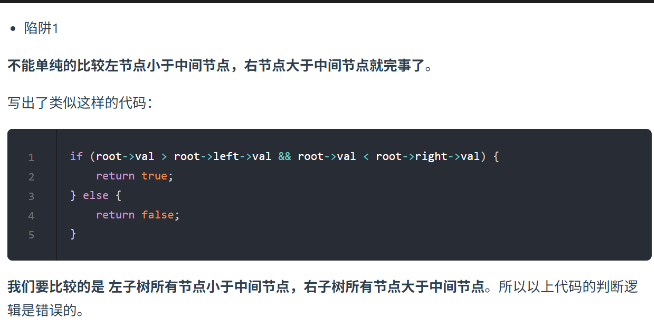 • 陷阱1
不能单纯的比较左节点小于中间节点，右节点大于中间节点就完事了。
写出了类似这样的代码：
1 if (root->val > root->left->val && root->val < root->right->val) {
2     return true;
3 } else {
4     return false;
5 }
我们要比较的是 左子树所有节点小于中间节点，右子树所有节点大于中间节点。所以以上代码的判断逻
辑是错误的。